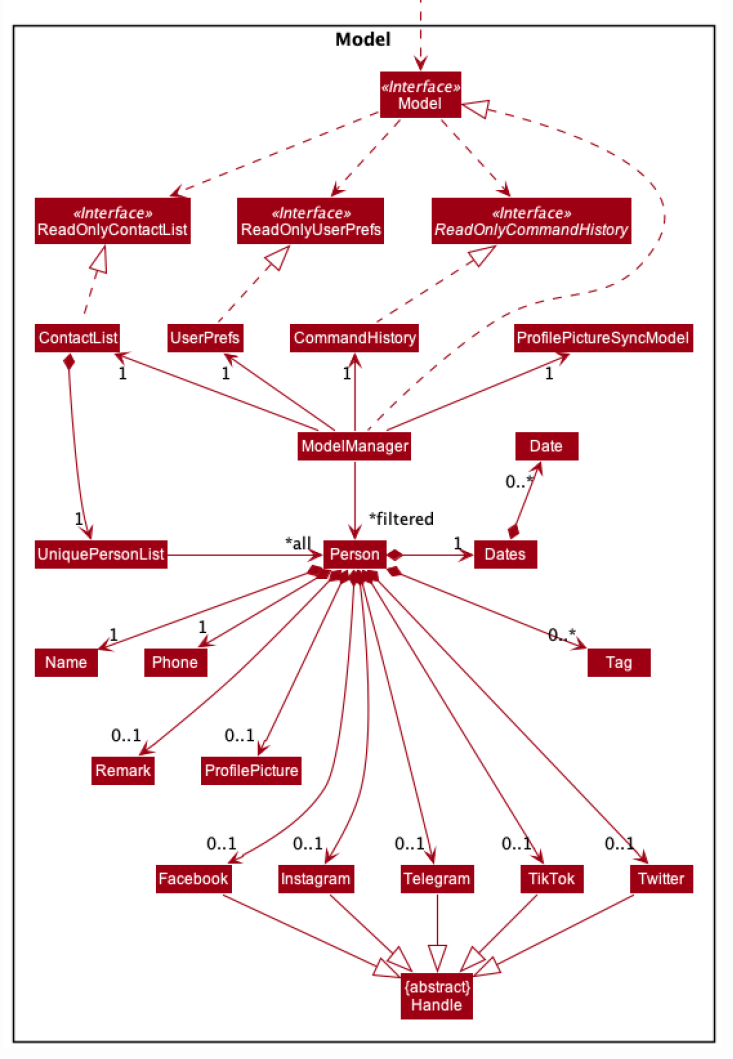 Model
«Interface»
Model
«Interface»
ReadOnlyContactList
«Interface»
ReadOnlyUserPrefs
«Interface»
ReadOnlyCommandHistory
ContactList
UserPrefs
CommandHistory
ProfilePictureSyncModel
1
1
1
1
ModelManager
Date
0..*
1
*filtered
UniquePersonList
*all
Person
1
Dates
1
1
0..*
Name
Phone
Tag
0..1
0..1
Remark
ProfilePicture
0..1
0..1
0..1
0..1
0..1
Facebook
Instagram
Telegram
TikTok
Twitter
{abstract}
Handle